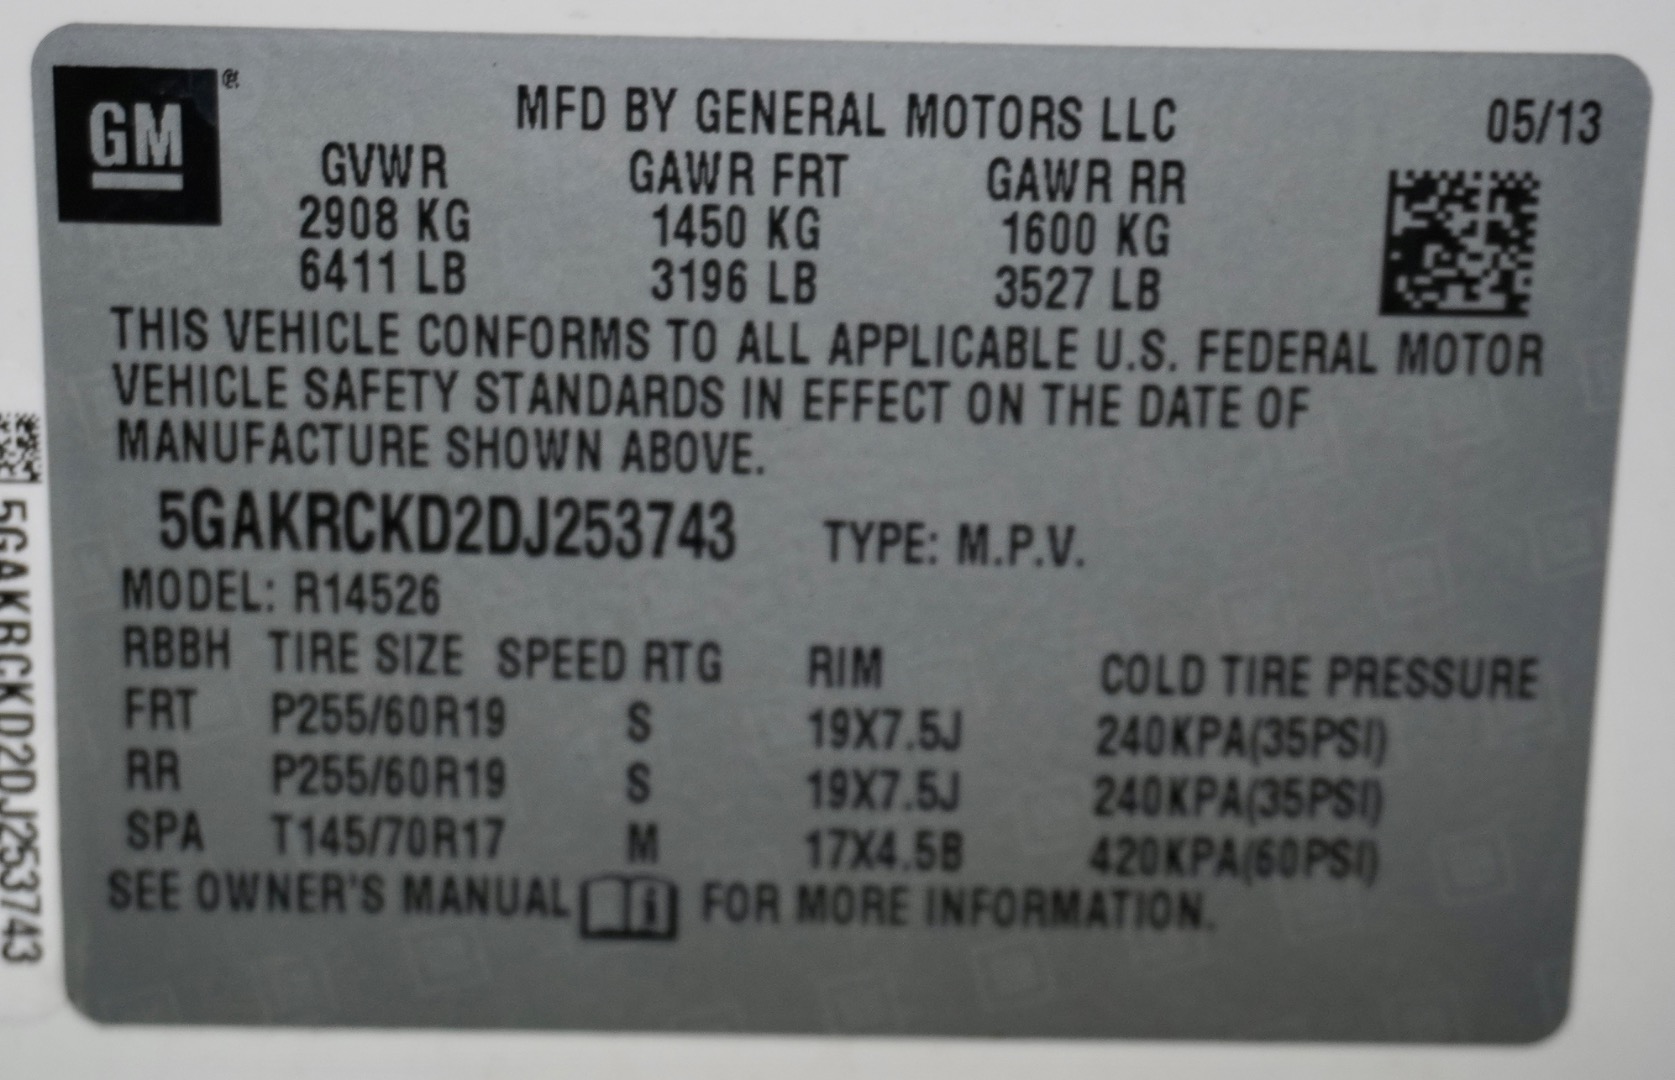 GM ®
MFD BY GENERAL MOTORS LLC 05/13
GVWR GAWR FRT GAWR RR
2908 KG 1450 KG 1600 KG
6411 LB 3196 LB 3527 LB
THIS VEHICLE CONFORMS TO ALL APPLICABLE U.S. FEDERAL MOTOR
VEHICLE SAFETY STANDARDS IN EFFECT ON THE DATE OF
MANUFACTURE SHOWN ABOVE.
5GAKRCKD2DJ253743 TYPE: M.P.V.
MODEL: R14526
RBBH TIRE SIZE SPEED RTG RIM COLD TIRE PRESSURE
FRT P255/60R19 S 19X7.5J 240KPA(35PSI)
RR P255/60R19 S 19X7.5J 240KPA(35PSI)
SPA T145/70R17 M 17X4.5B 420KPA(60PSI)
SEE OWNER'S MANUAL i FOR MORE INFORMATION.
5GAKRCKD2DJ253743